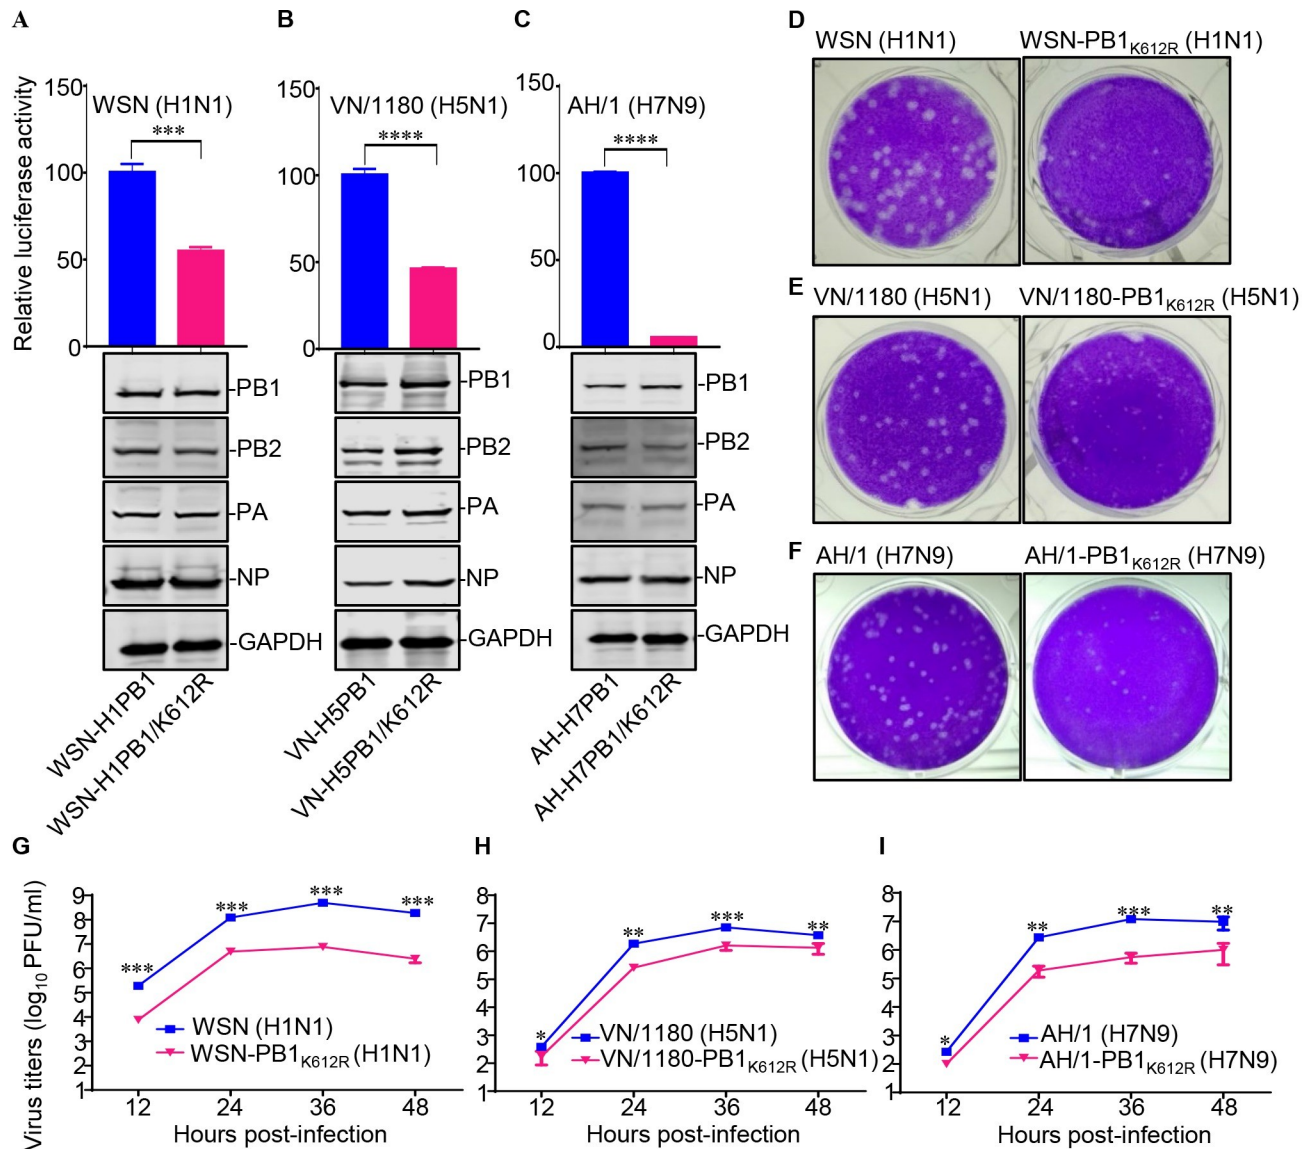 A
B
C
Relative luciferase activity
150
100
50
0
WSN (H1N1)
***
150
100
50
0
VN/1180 (H5N1)
****
150
100
50
0
AH/1 (H7N9)
****
-PB1
-PB2
-PA
-NP
-GAPDH
WSN-H1PB1
WSN-H1PB1/K612R
-PB1
-PB2
-PA
-NP
-GAPDH
VN-H5PB1
VN-H5PB1/K612R
-PB1
-PB2
-PA
-NP
-GAPDH
AH-H7PB1
AH-H7PB1/K612R
D
WSN (H1N1)
WSN-PB1K612R (H1N1)
E
VN/1180 (H5N1)
VN/1180-PB1K612R (H5N1)
F
AH/1 (H7N9)
AH/1-PB1K612R (H7N9)
G
Virus titers (log10 PFU/ml)
9
8
7
6
5
4
3
2
1
***
***
***
***
WSN (H1N1)
WSN-PB1K612R (H1N1)
12 24 36 48
Hours post-infection
H
8
7
6
5
4
3
2
1
*
**
***
**
VN/1180 (H5N1)
VN/1180-PB1K612R (H5N1)
12 24 36 48
Hours post-infection
I
8
7
6
5
4
3
2
1
*
**
***
**
AH/1 (H7N9)
AH/1-PB1K612R (H7N9)
12 24 36 48
Hours post-infection